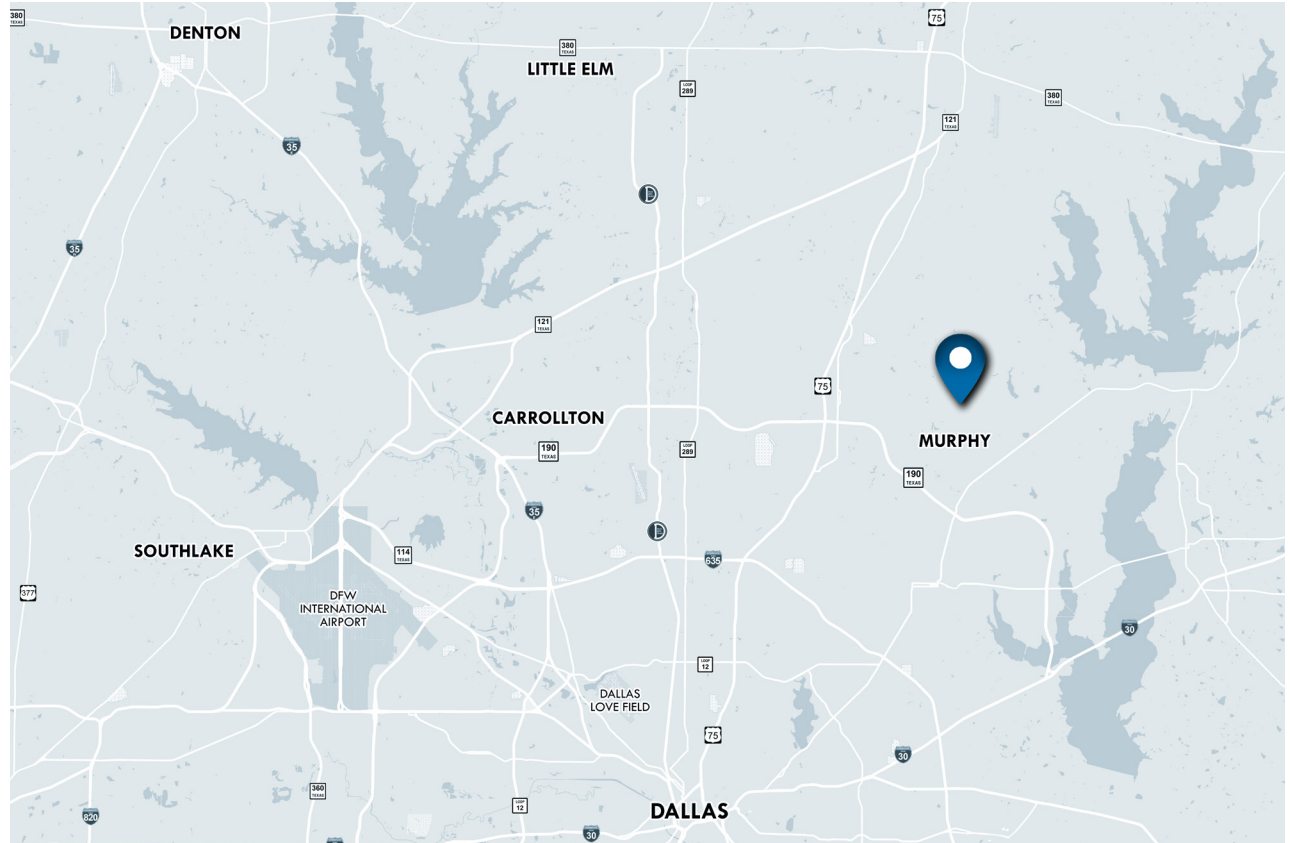 380
TEXAS
DENTON
75
380
TEXAS
LITTLE ELM
LOOP
289
380
TEXAS
121
TEXAS
35
35
121
TEXAS
75
CARROLLTON
MURPHY
190
TEXAS
LOOP
289
190
TEXAS
35
SOUTHLAKE
114
TEXAS
635
377
DFW
INTERNATIONAL
AIRPORT
30
LOOP
12
DALLAS
LOVE FIELD
75
30
360
TEXAS
LOOP
12
820
DALLAS
30